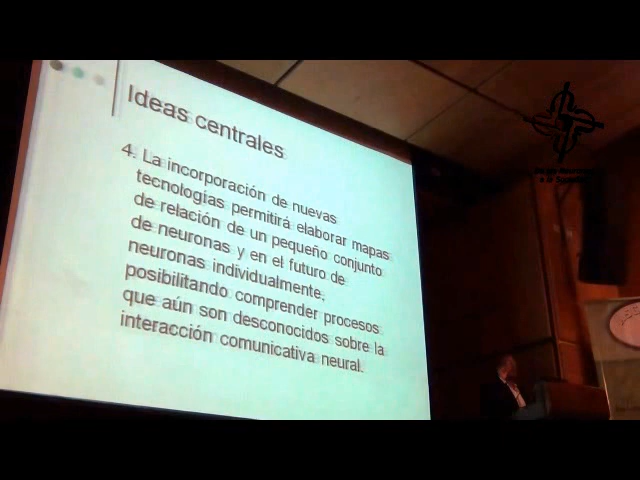 Ideas centrales
4. La incorporación de nuevas
tecnologías permitirá elaborar mapas
de relación de un pequeño conjunto
de neuronas y en el futuro de
neuronas individualmente,
posibilitando comprender procesos
que aún son desconocidos sobre la
interacción comunicativa neural.